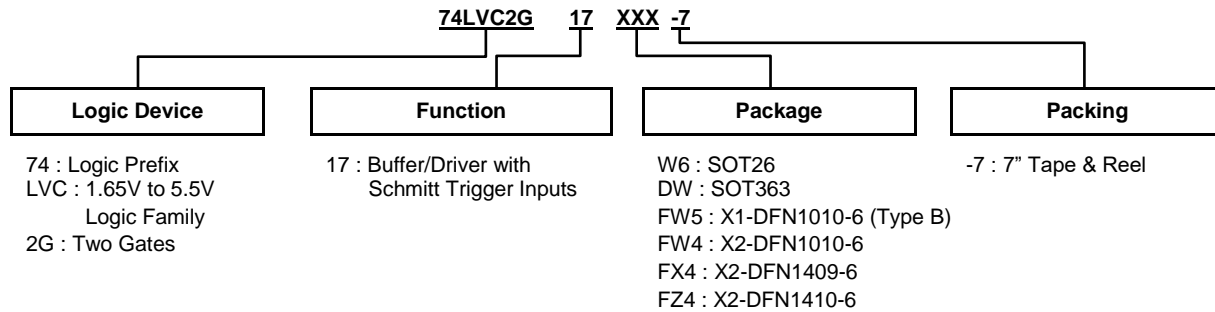 74LVC2G 17 XXX -7
Logic Device
Function
Package
Packing
74 : Logic Prefix
LVC : 1.65V to 5.5V
Logic Family
2G : Two Gates
17 : Buffer/Driver with
Schmitt Trigger Inputs
W6 : SOT26
DW : SOT363
FW5 : X1-DFN1010-6 (Type B)
FW4 : X2-DFN1010-6
FX4 : X2-DFN1409-6
FZ4 : X2-DFN1410-6
-7 : 7” Tape & Reel